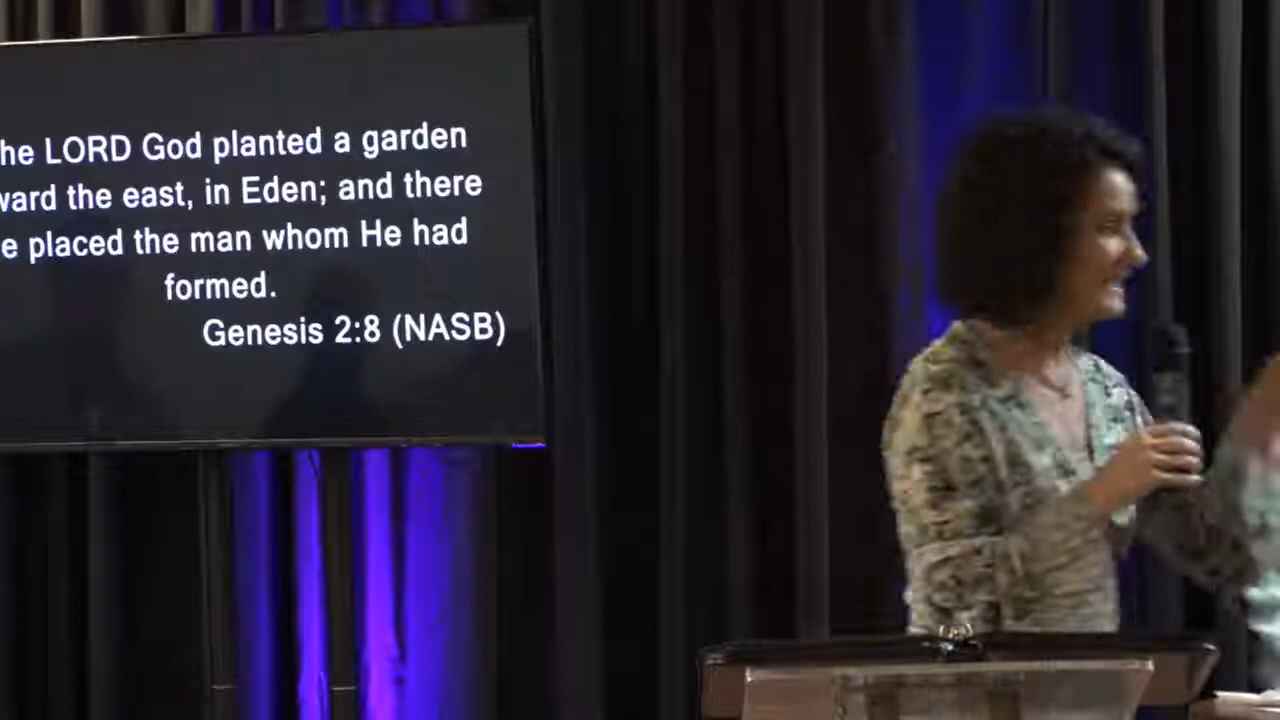 he LORD God planted a garden
ward the east, in Eden; and there
e placed the man whom He had
formed.
Genesis 2:8 (NASB)